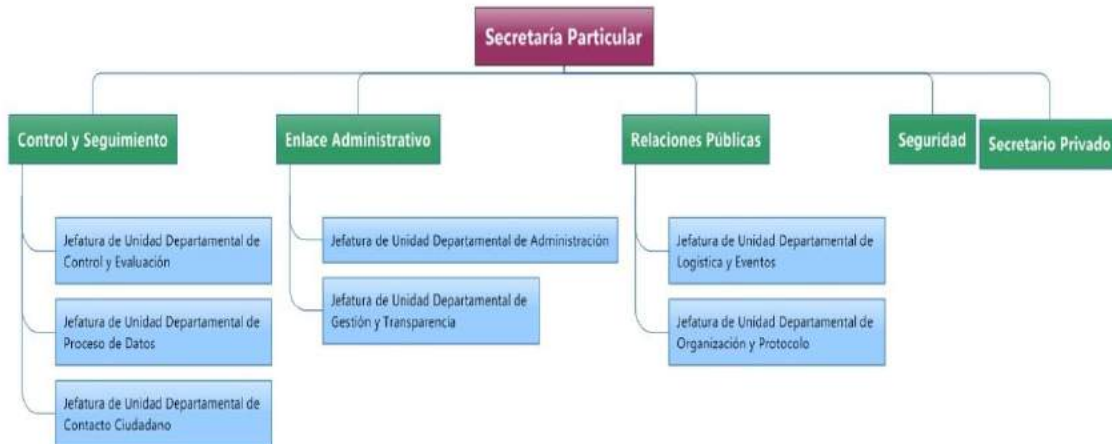 Secretaría Particular
Control y Seguimiento
Jefatura de Unidad Departamental de
Control y Evaluación
Jefatura de Unidad Departamental de
Proceso de Datos
Jefatura de Unidad Departamental de
Contacto Ciudadano
Enlace Administrativo
Jefatura de Unidad Departamental de Administración
Jefatura de Unidad Departamental de
Gestión y Transparencia
Relaciones Públicas
Jefatura de Unidad Departamental de
Logística y Eventos
Jefatura de Unidad Departamental de
Organización y Protocolo
Seguridad
Secretario Privado